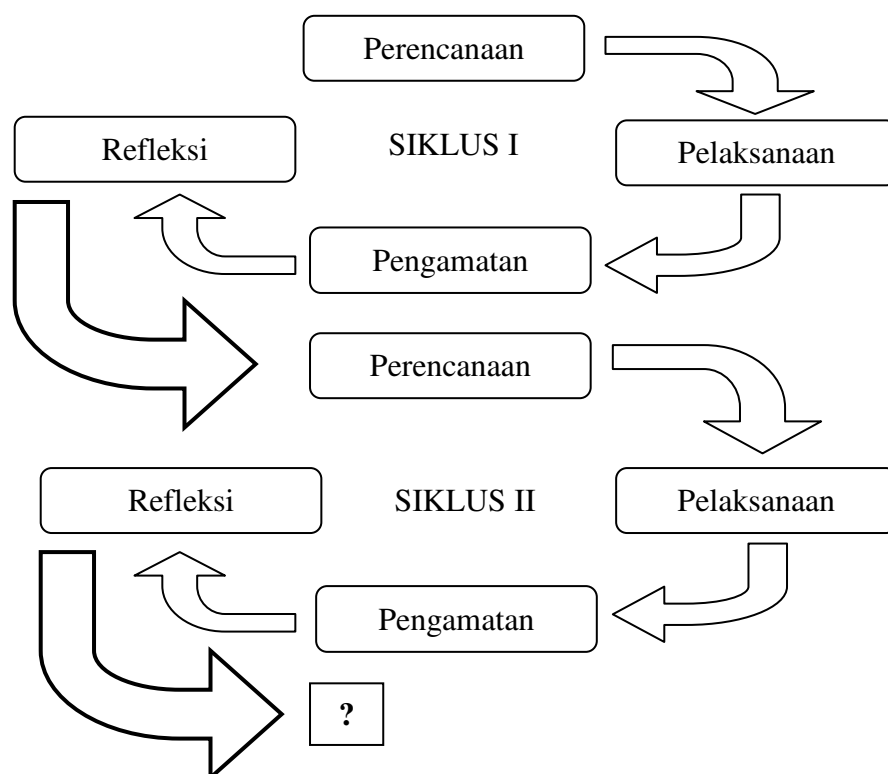 Perencanaan
Refleksi
SIKLUS I
Pelaksanaan
Pengamatan
Perencanaan
Refleksi
SIKLUS II
Pelaksanaan
Pengamatan
?